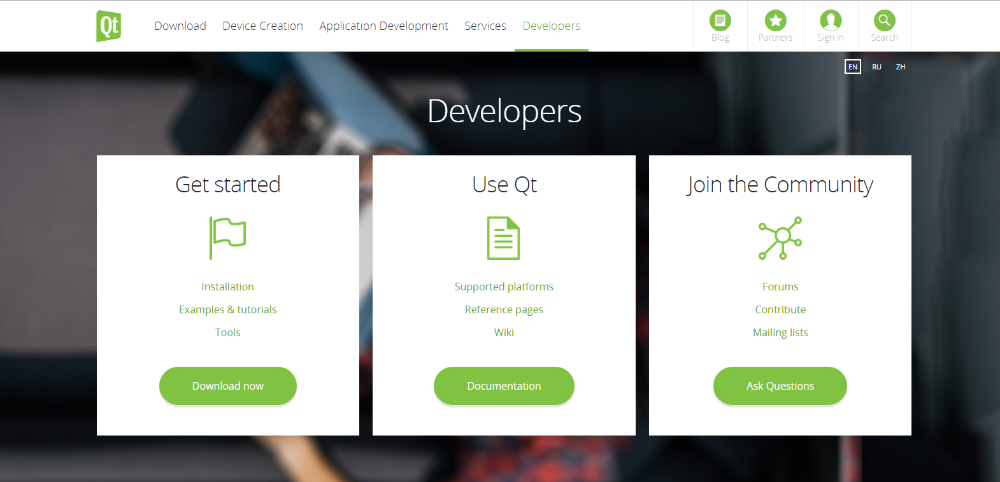 Qt
Download Device Creation Application Development Services Developers
Blog Partners Sign in Search
EN RU ZH
Developers
Get started
Installation
Examples & tutorials
Tools
Download now
Use Qt
Supported platforms
Reference pages
Wiki
Documentation
Join the Community
Forums
Contribute
Mailing lists
Ask Questions